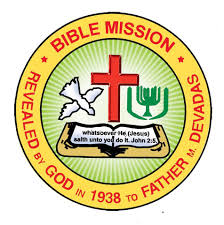 BIBLE MISSION
REVEALED BY GOD IN 1938 TO FATHER M. DEVADAS
whatsoever He (Jesus)
saith unto you do it. John 2:5